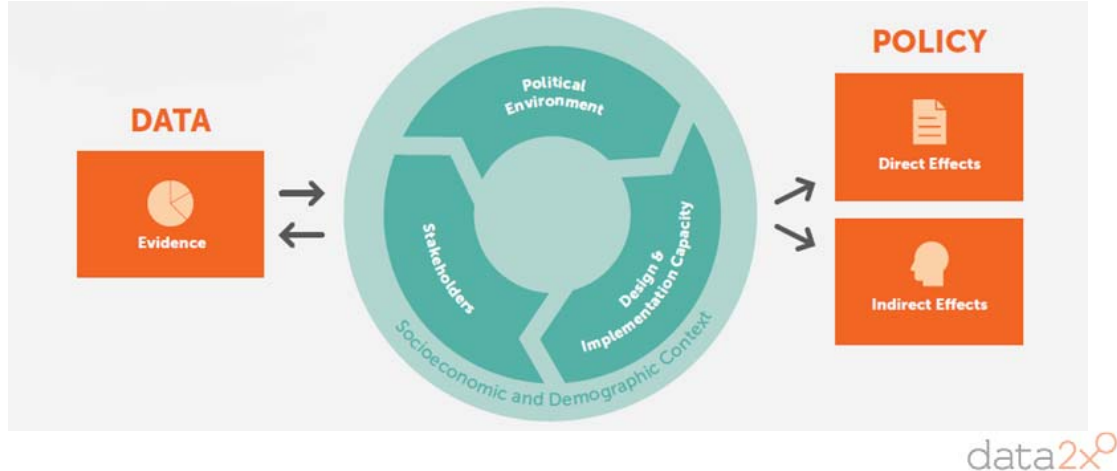 DATA
Evidence
Political
Environment
Stakeholders
Design &
Implementation Capacity
Socioeconomic and Demographic Context
POLICY
Direct Effects
Indirect Effects
data2x